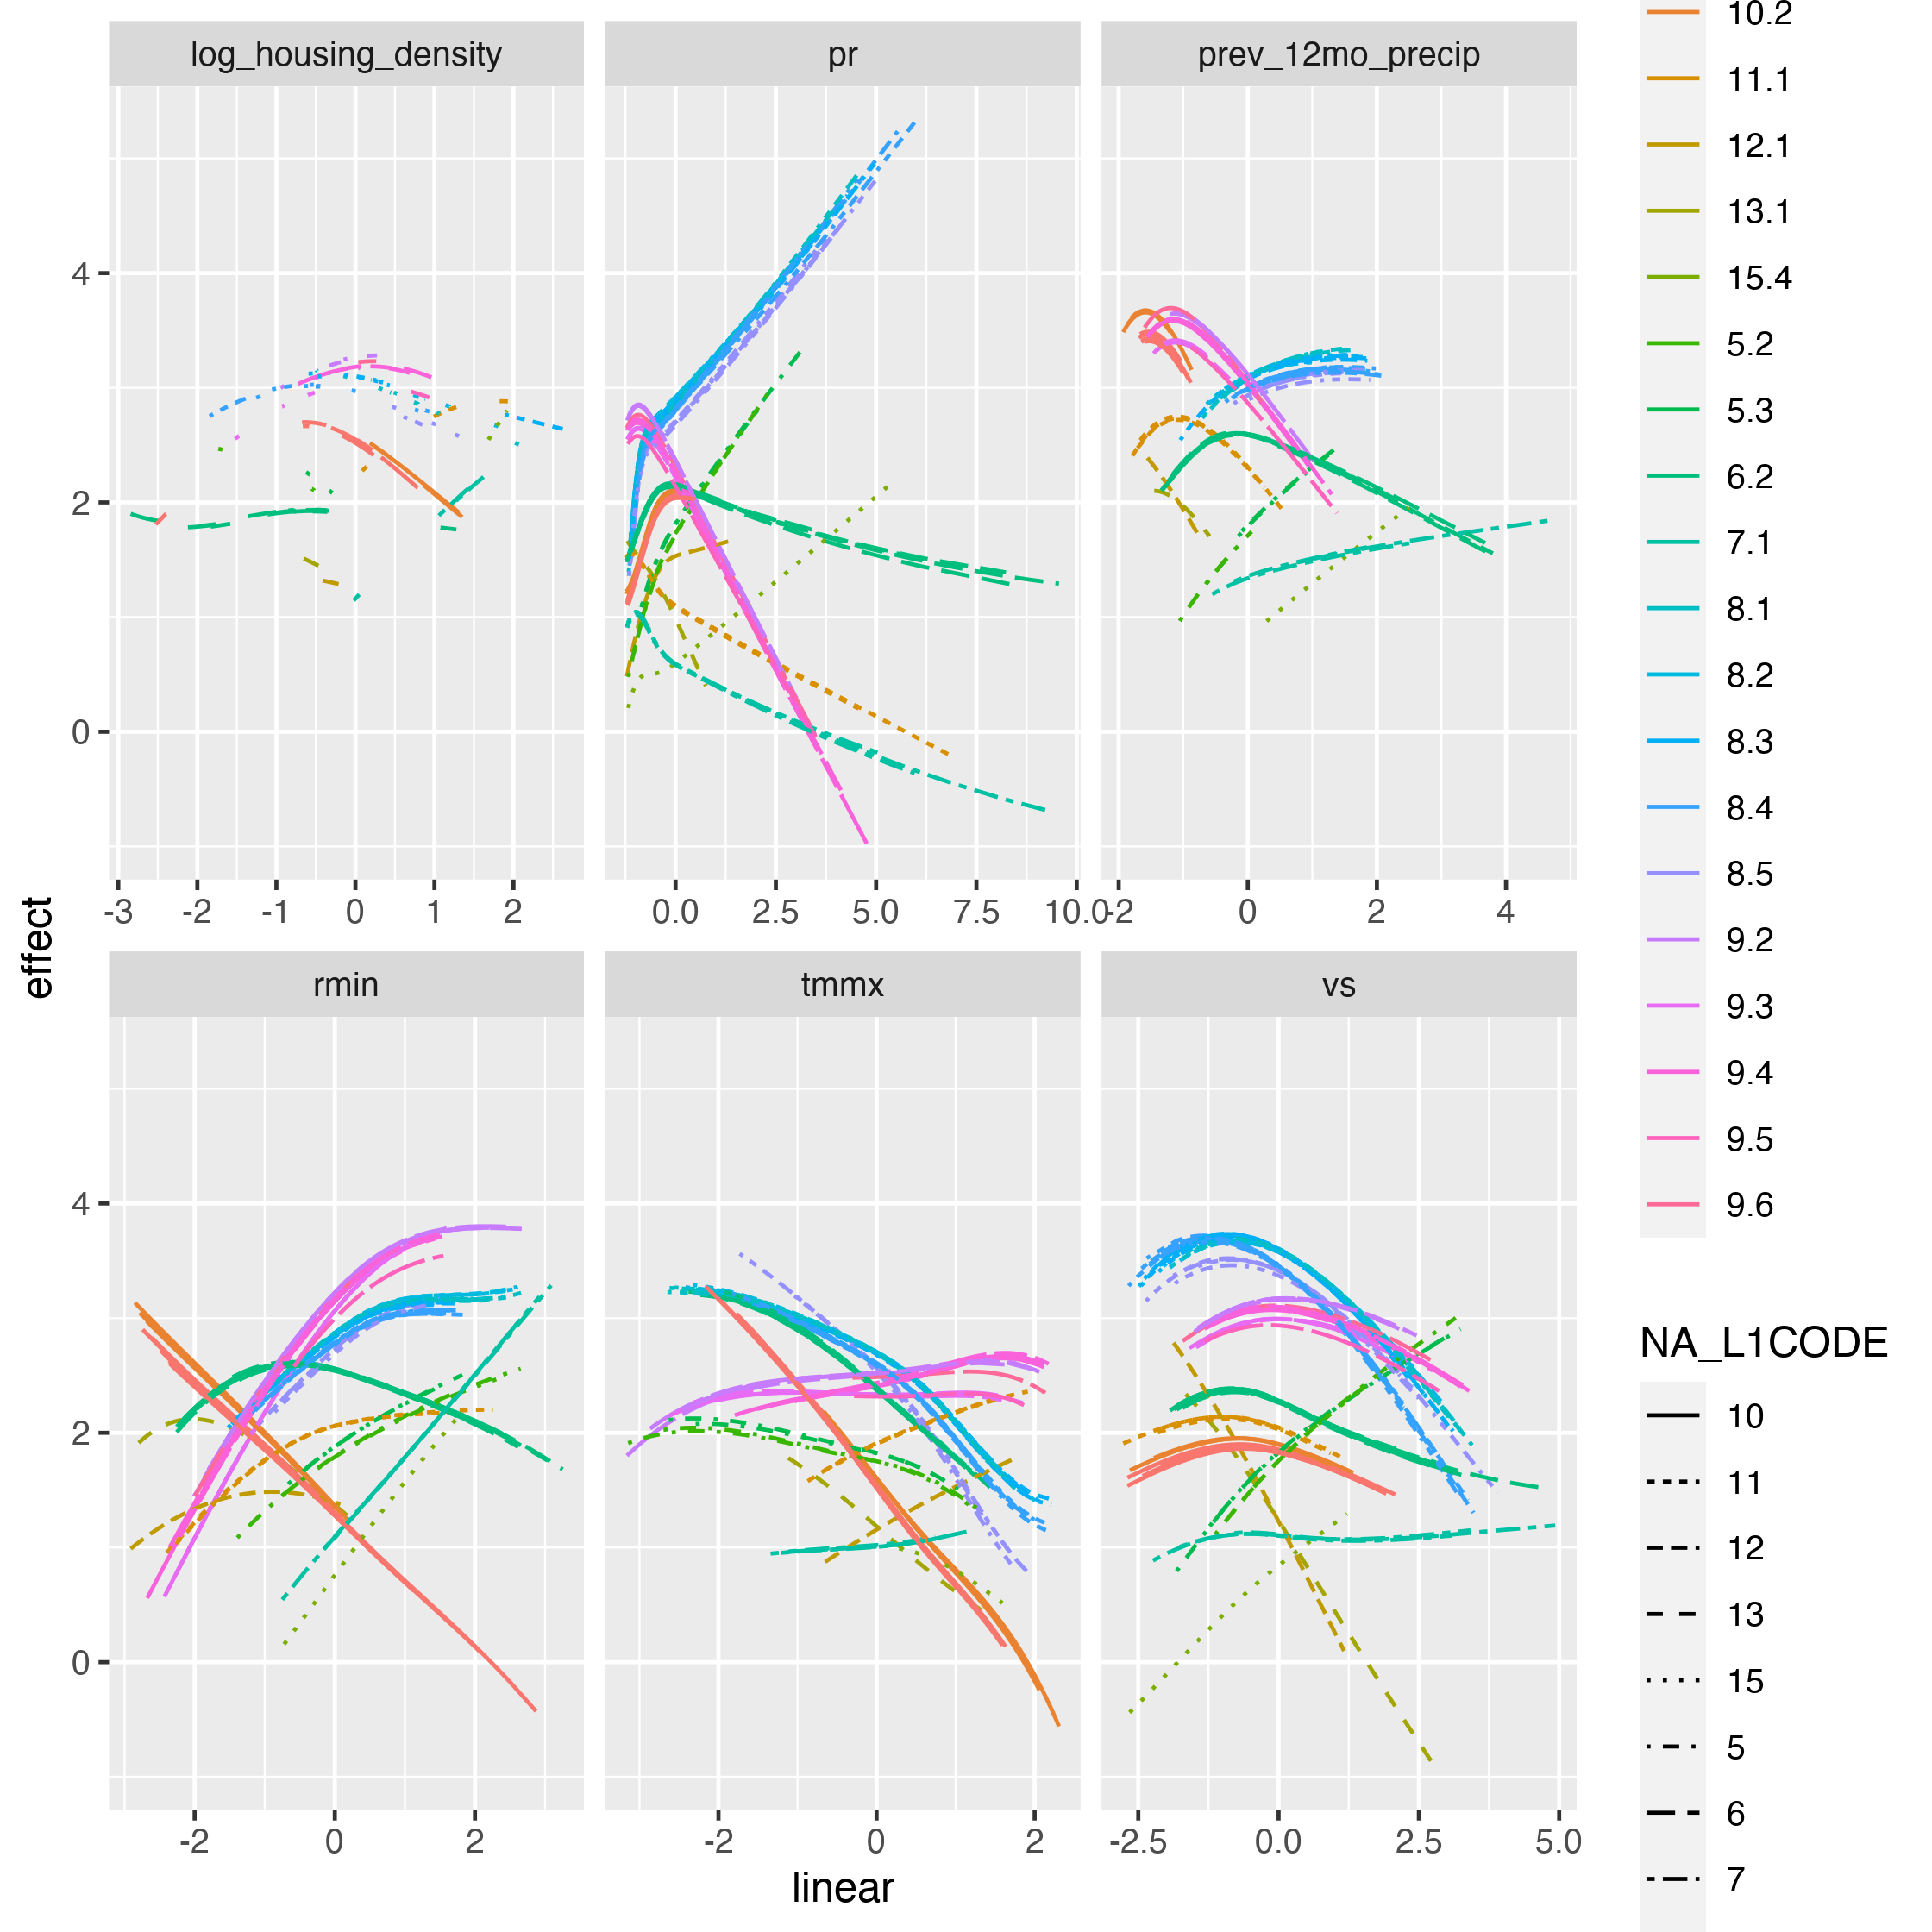 log_housing_density
pr
prev_12mo_precip
4
2
0
-3 -2 -1 0 1 2
0.0 2.5 5.0 7.5 10.0
-2 0 2 4
effect
rmin
tmmx
vs
4
2
0
-2 0 2
-2 0 2
-2.5 0.0 2.5 5.0
linear
10.2
11.1
12.1
13.1
15.4
5.2
5.3
6.2
7.1
8.1
8.2
8.3
8.4
8.5
9.2
9.3
9.4
9.5
9.6
NA_L1CODE
10
11
12
13
15
5
6
7